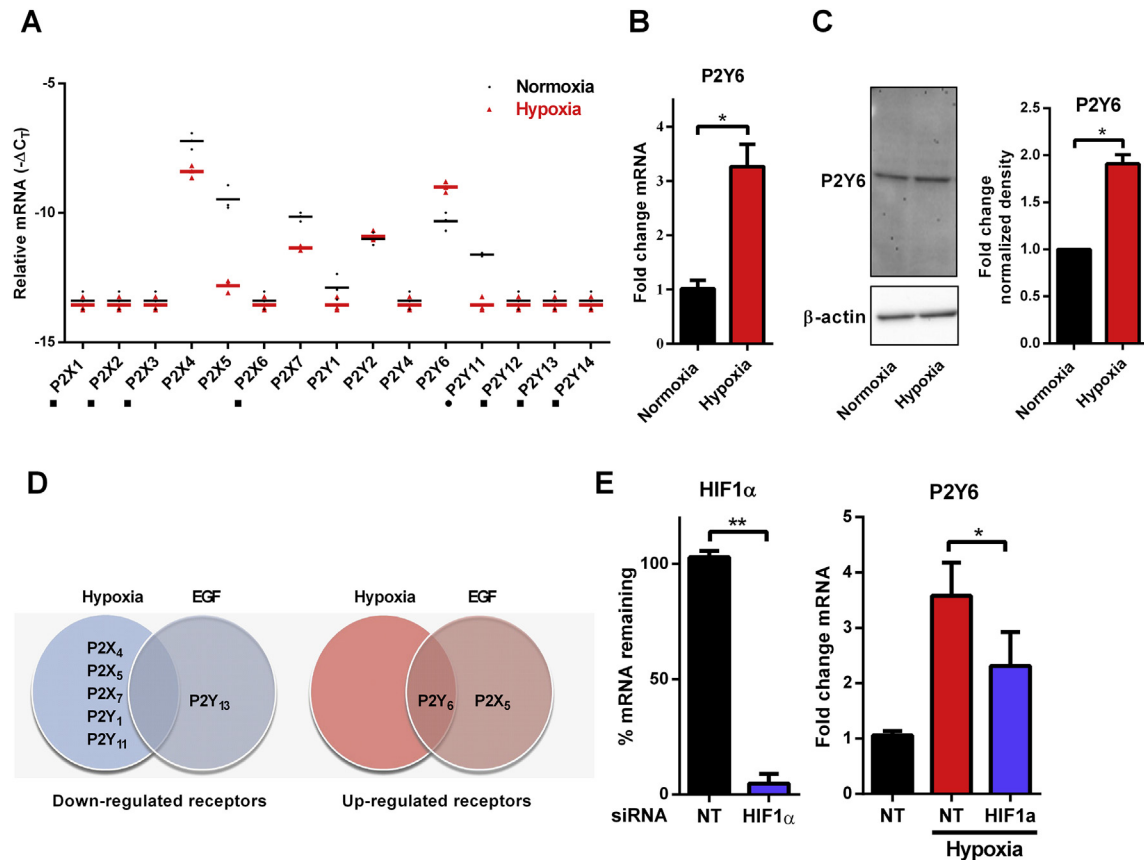 A
Relative mRNA (-ΔCT)
-5
-10
-15
Normoxia
Hypoxia
P2X1
P2X2
P2X3
P2X4
P2X5
P2X6
P2X7
P2Y1
P2Y2
P2Y4
P2Y6
P2Y11
P2Y12
P2Y13
P2Y14
B
P2Y6
Fold change mRNA
4
3
2
1
0
*
Normoxia
Hypoxia
C
P2Y6
β-actin
Normoxia
Hypoxia
P2Y6
Fold change
normalized density
2.5
2.0
1.5
1.0
0.5
0.0
*
Normoxia
Hypoxia
D
Hypoxia
EGF
P2X4
P2X5
P2X7
P2Y1
P2Y11
P2Y13
Down-regulated receptors
Hypoxia
EGF
P2Y6
P2X5
Up-regulated receptors
E
HIF1α
% mRNA remaining
100
50
0
**
siRNA NT HIF1α
P2Y6
Fold change mRNA
5
4
3
2
1
0
*
NT NT HIF1a
Hypoxia